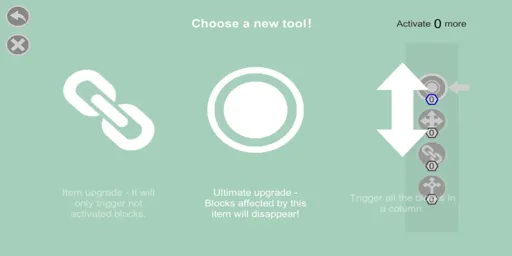 Choose a new tool!
Activate 0 more
Item upgrade - It will
only trigger not
activated blocks.
Ultimate upgrade -
Blocks affected by this
item will disappear!
Trigger all the blocks in
a column
0
0
0
0